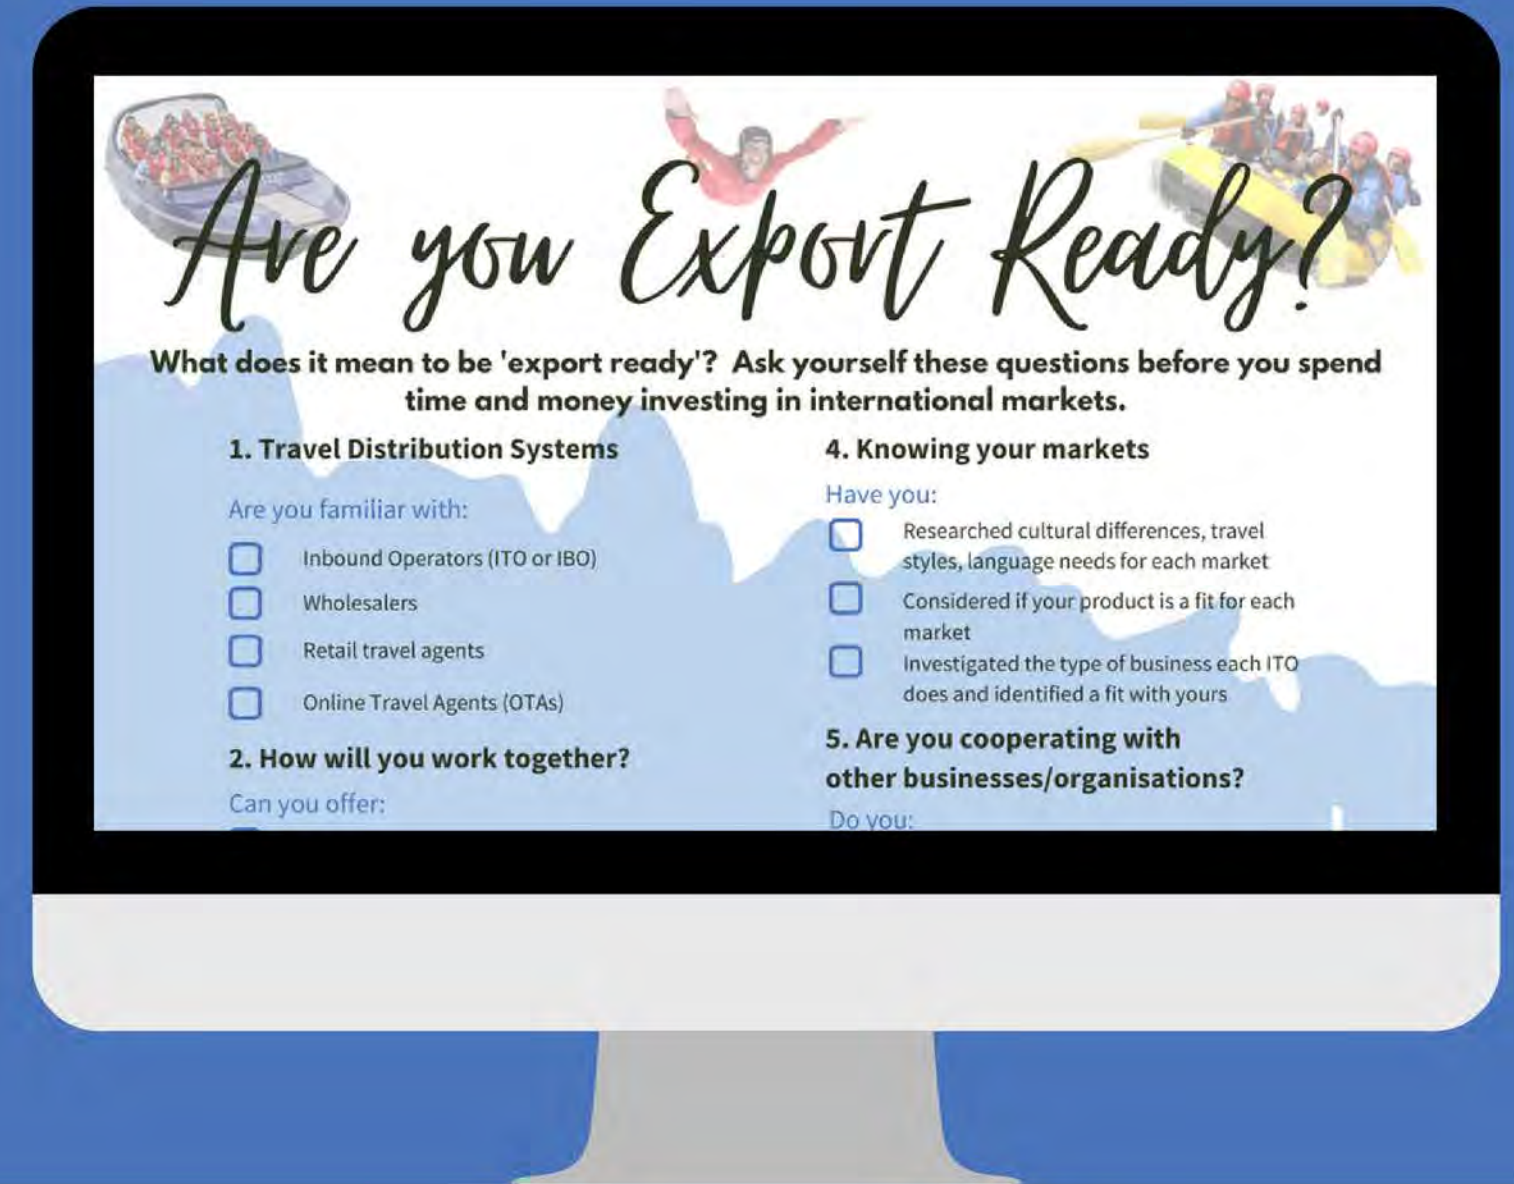 Are you Export Ready?
What does it mean to be 'export ready'? Ask yourself these questions before you spend
time and money investing in international markets.
1. Travel Distribution Systems
Are you familiar with:
Inbound Operators (ITO or IBO)
Wholesalers
Retail travel agents
Online Travel Agents (OTAs)
2. How will you work together?
Can you offer:
4. Knowing your markets
Have you:
Researched cultural differences, travel
styles, language needs for each market
Considered if your product is a fit for each
market
Investigated the type of business each ITO
does and identified a fit with yours
5. Are you cooperating with
other businesses/organisations?
Do you: